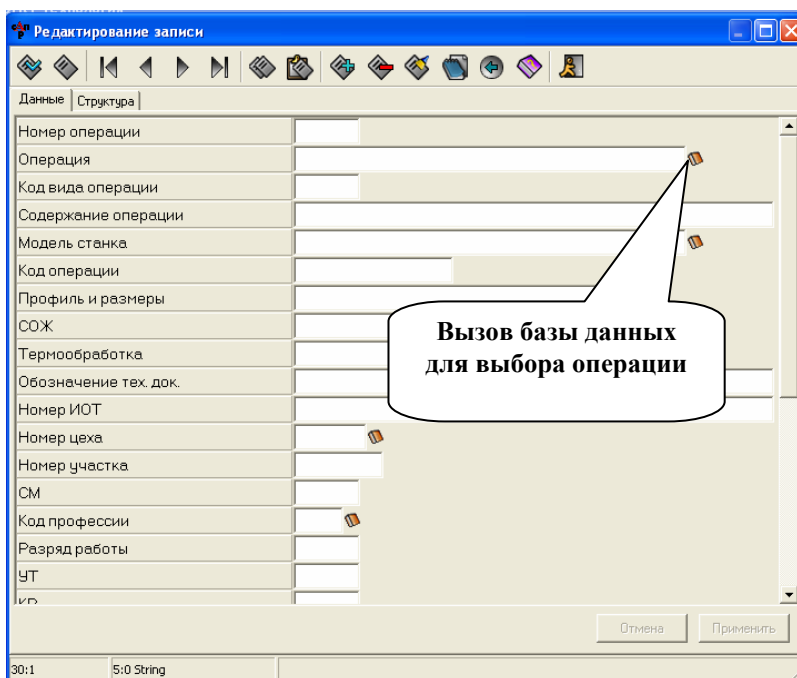 Редактирование записи
Данные Структура
Номер операции
Операция
Код вида операции
Содержание операции
Модель станка
Код операции
Профиль и размеры
СОЖ
Термообработка
Обозначение тех. док.
Номер ИОТ
Номер цеха
Номер участка
СМ
Код профессии
Разряд работы
УТ
Вызов базы данных
для выбора операции
Отмена Применить
30:1 5:0 String